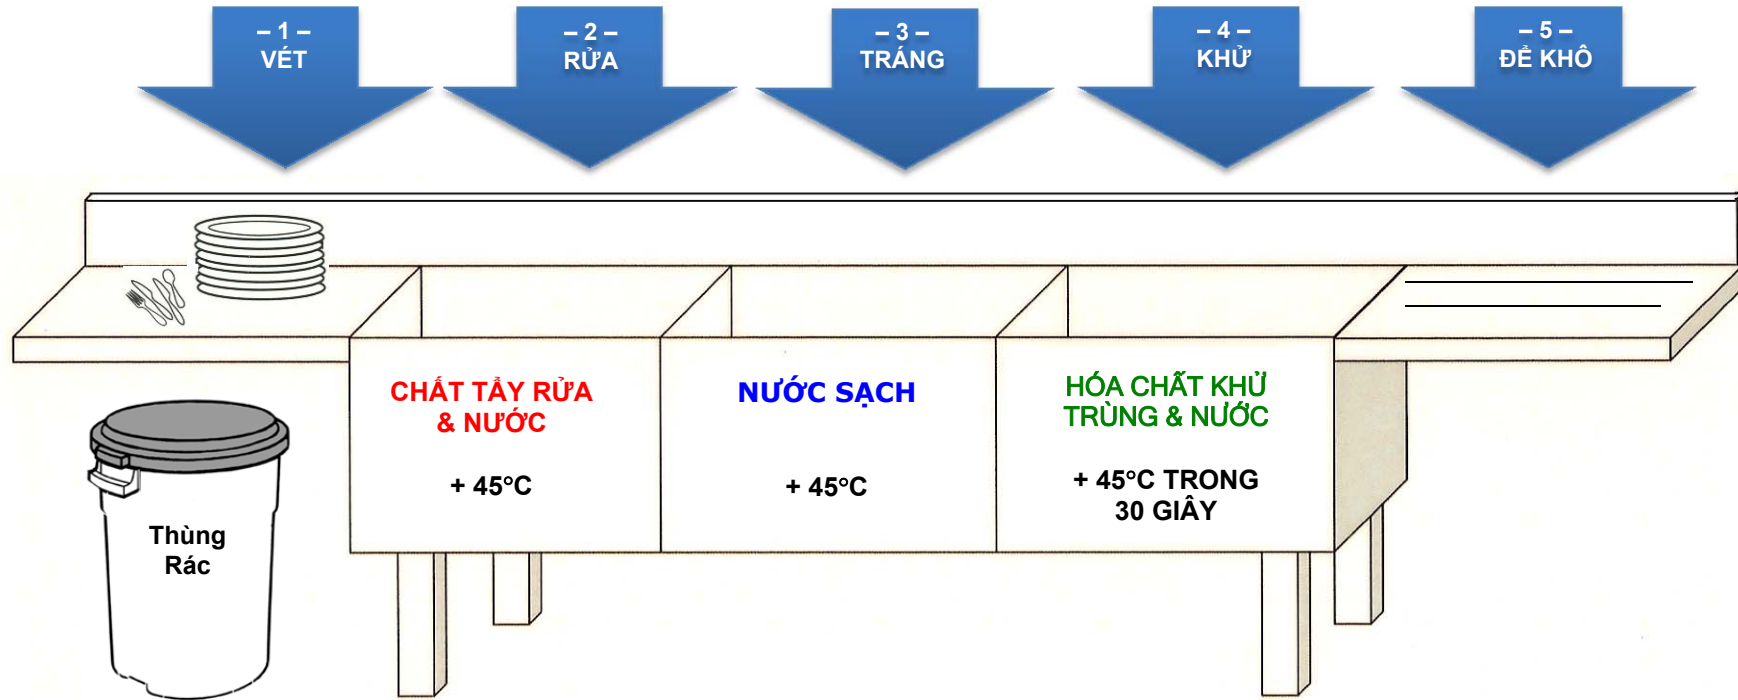 – 1 –
VÉT
– 2 –
RỬA
– 3 –
TRÁNG
– 4 –
KHỬ
– 5 –
ĐỂ KHÔ
CHẤT TẨY RỬA
& NƯỚC
+ 45°C
NƯỚC SẠCH
+ 45°C
HÓA CHẤT KHỬ
TRÙNG & NƯỚC
+ 45°C TRONG
30 GIÂY
Thùng
Rác